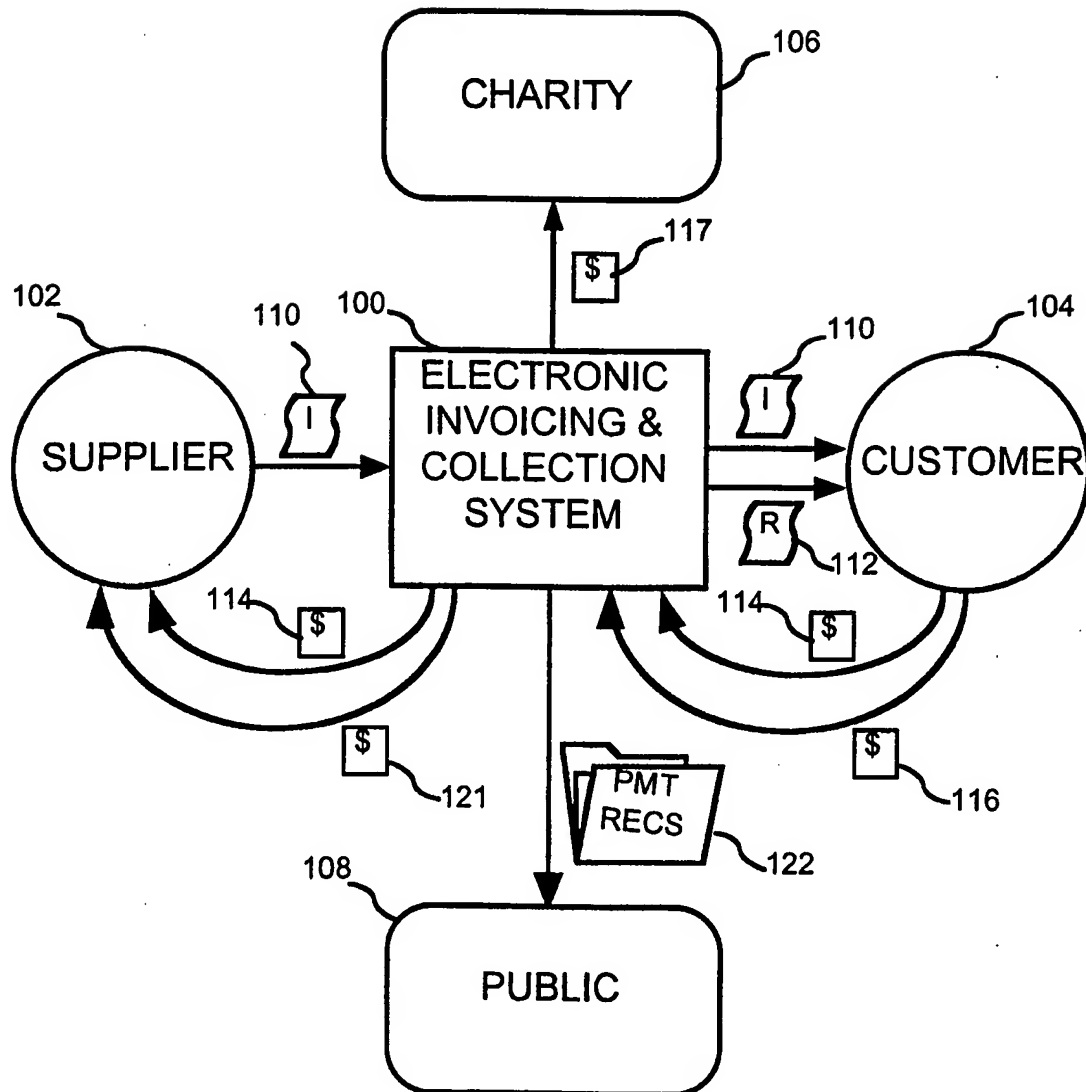 106
CHARITY
117
$
102
110
100
110
104
I
ELECTRONIC
INVOICING &
COLLECTION
SYSTEM
I
SUPPLIER
CUSTOMER
R
112
114
$
114
$
$
121
$
116
PMT
RECS
122
108
PUBLIC